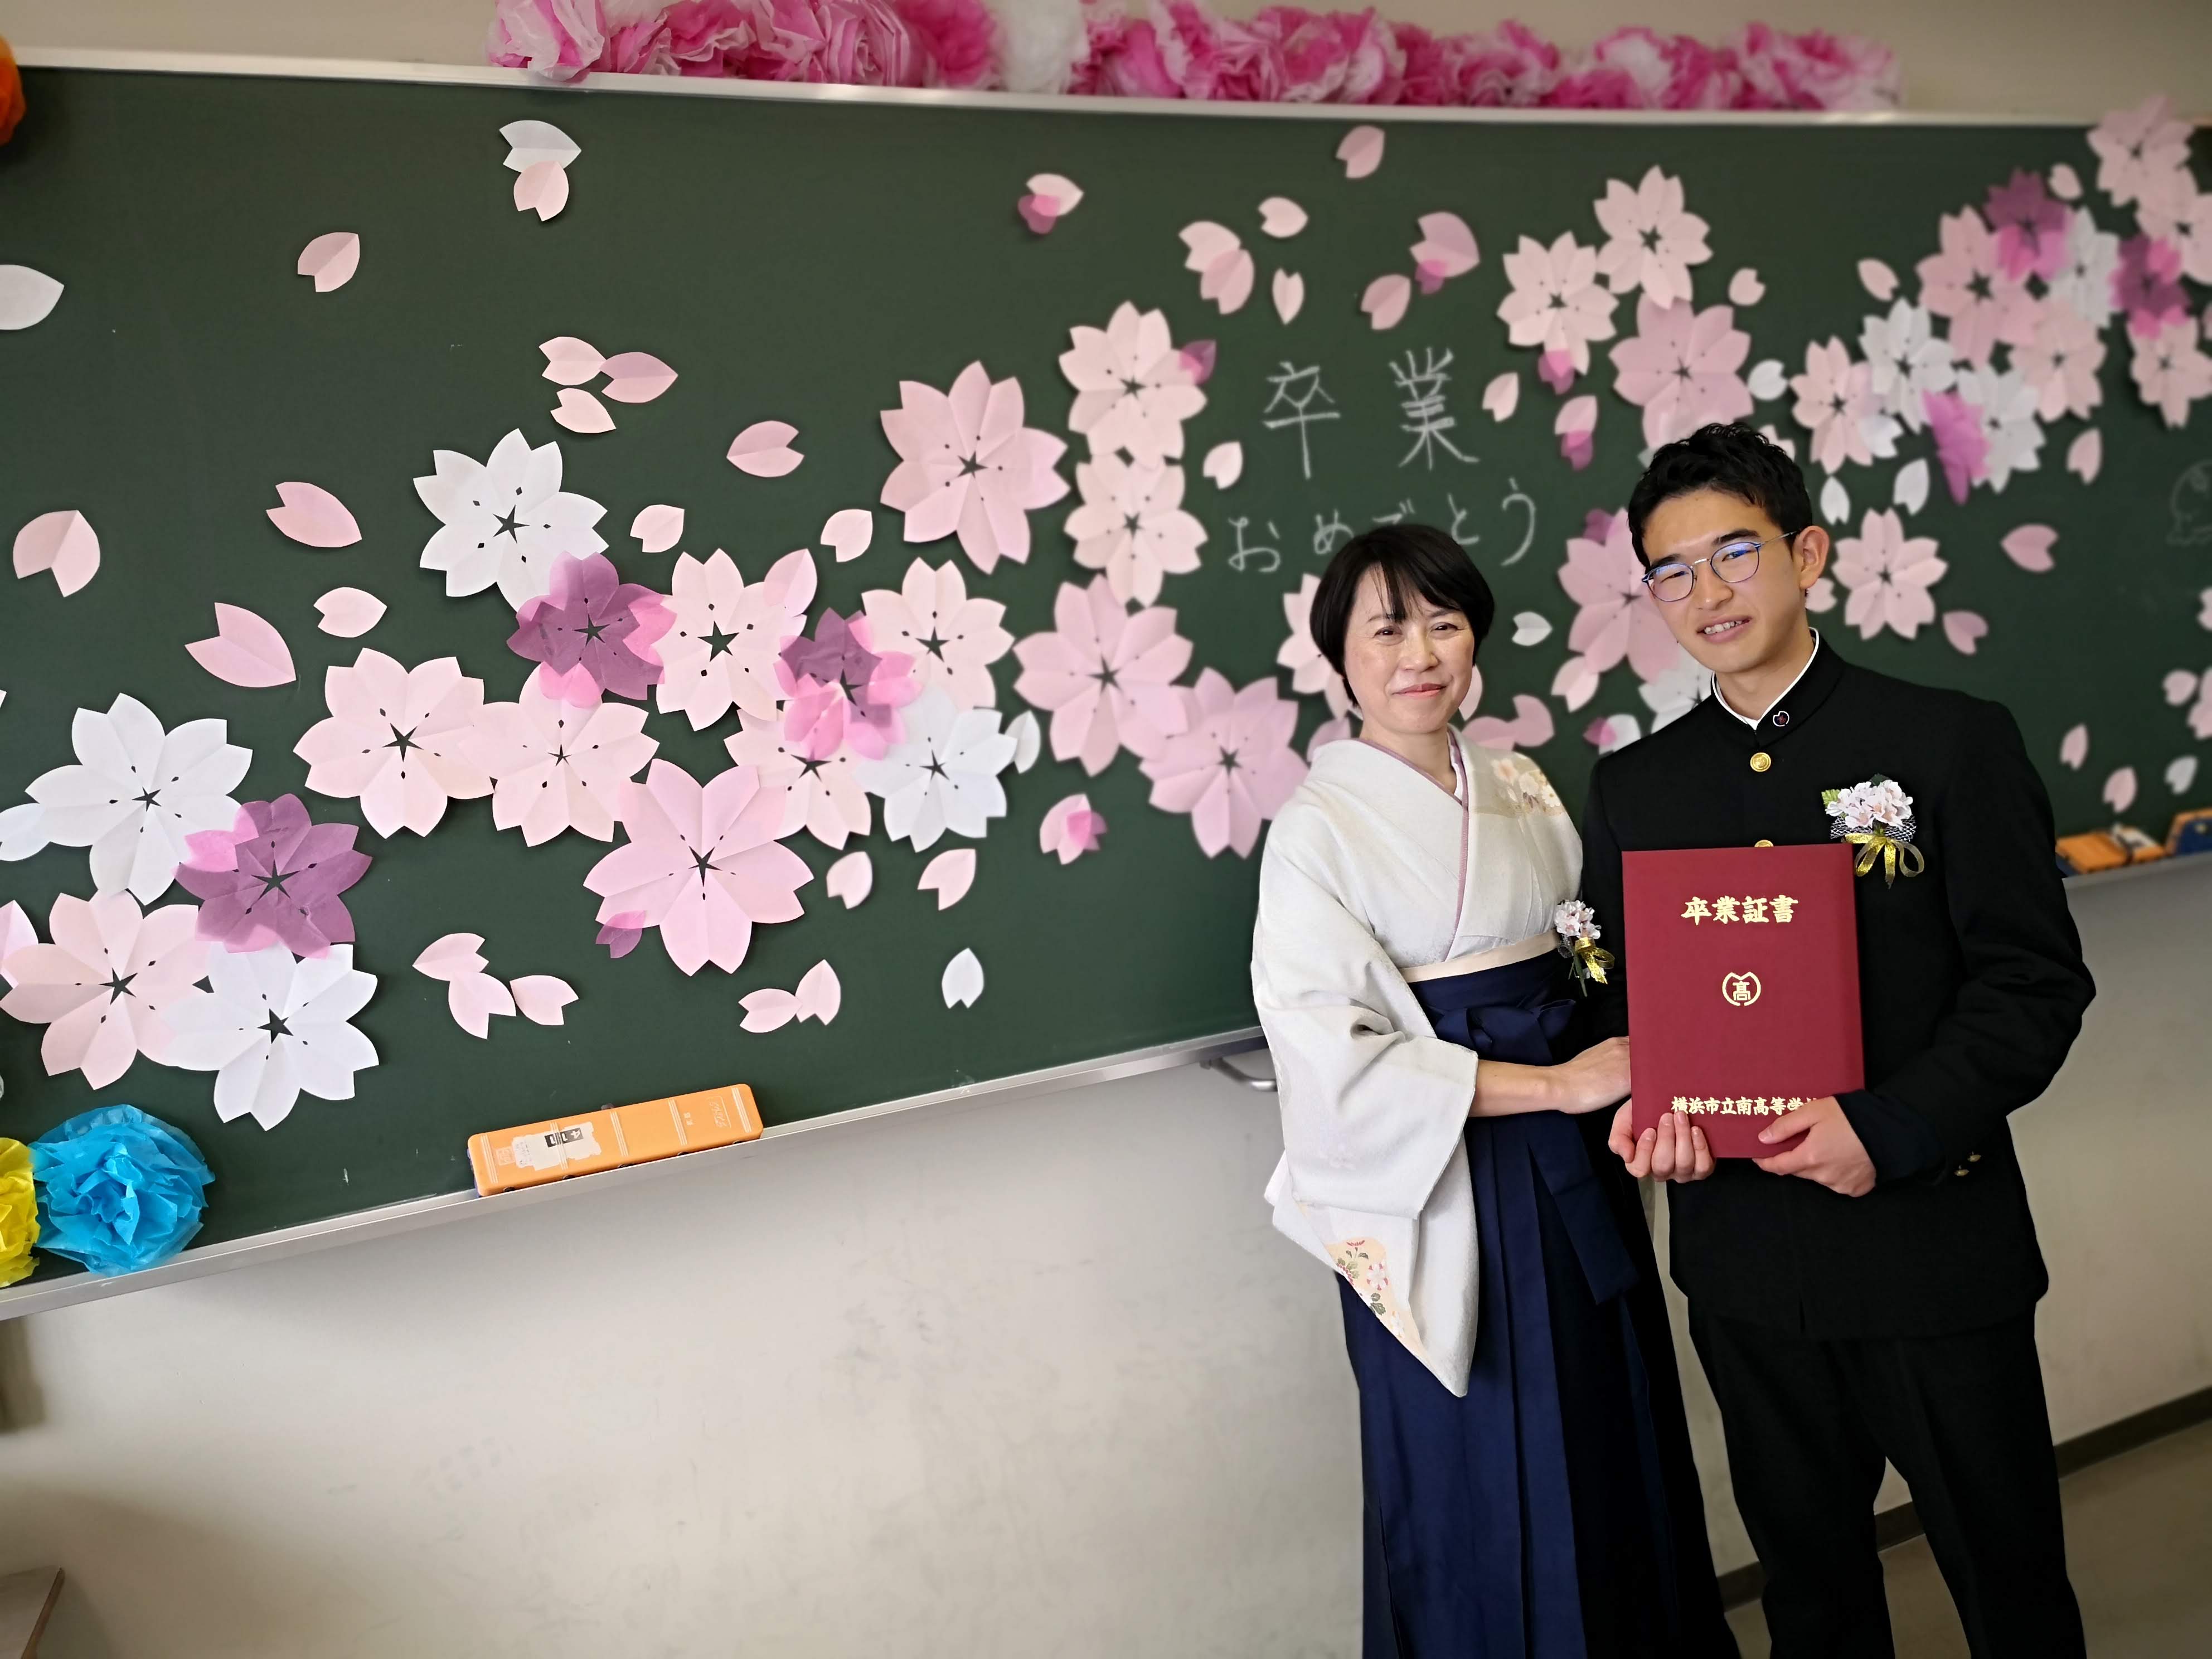 卒業
おめでとう
卒業証書
高
横浜市立南高等学校